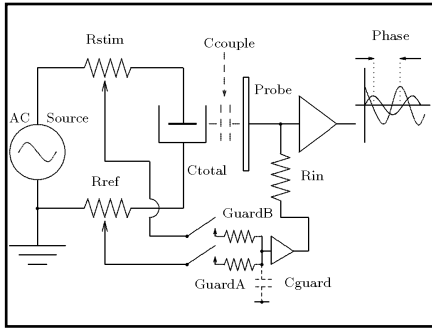 Phase
Rstim
Ccouple
Probe
AC Source
Ctotal
Rref
Rin
GuardB
GuardA
Cguard